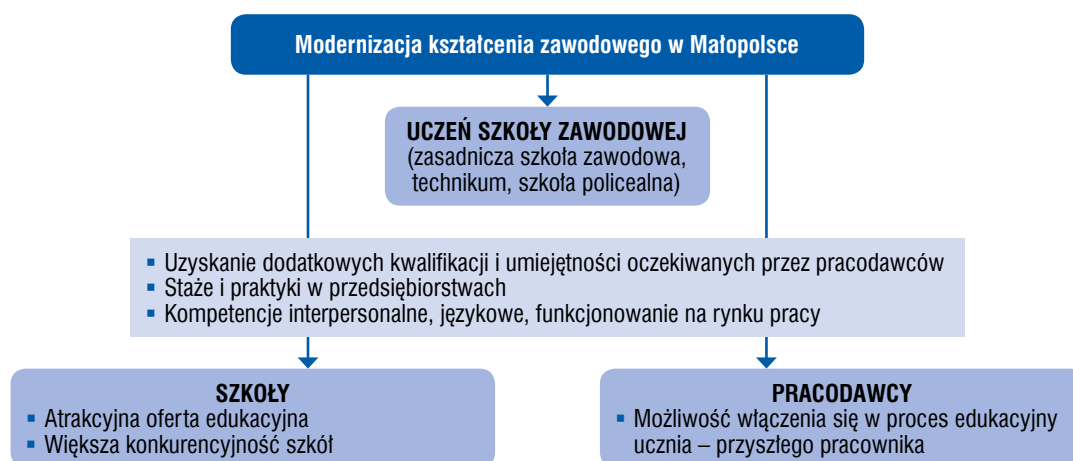 Modernizacja kształcenia zawodowego w Małopolsce
UCZEŃ SZKOŁY ZAWODOWEJ
(zasadnicza szkoła zawodowa,
technikum, szkoła policealna)
▪ Uzyskanie dodatkowych kwalifikacji i umiejętności oczekiwanych przez pracodawców
▪ Staże i praktyki w przedsiębiorstwach
▪ Kompetencje interpersonalne, językowe, funkcjonowanie na rynku pracy
SZKOŁY
▪ Atrakcyjna oferta edukacyjna
▪ Większa konkurencyjność szkół
PRACODAWCY
▪ Możliwość włączenia się w proces edukacyjny
ucznia – przyszłego pracownika